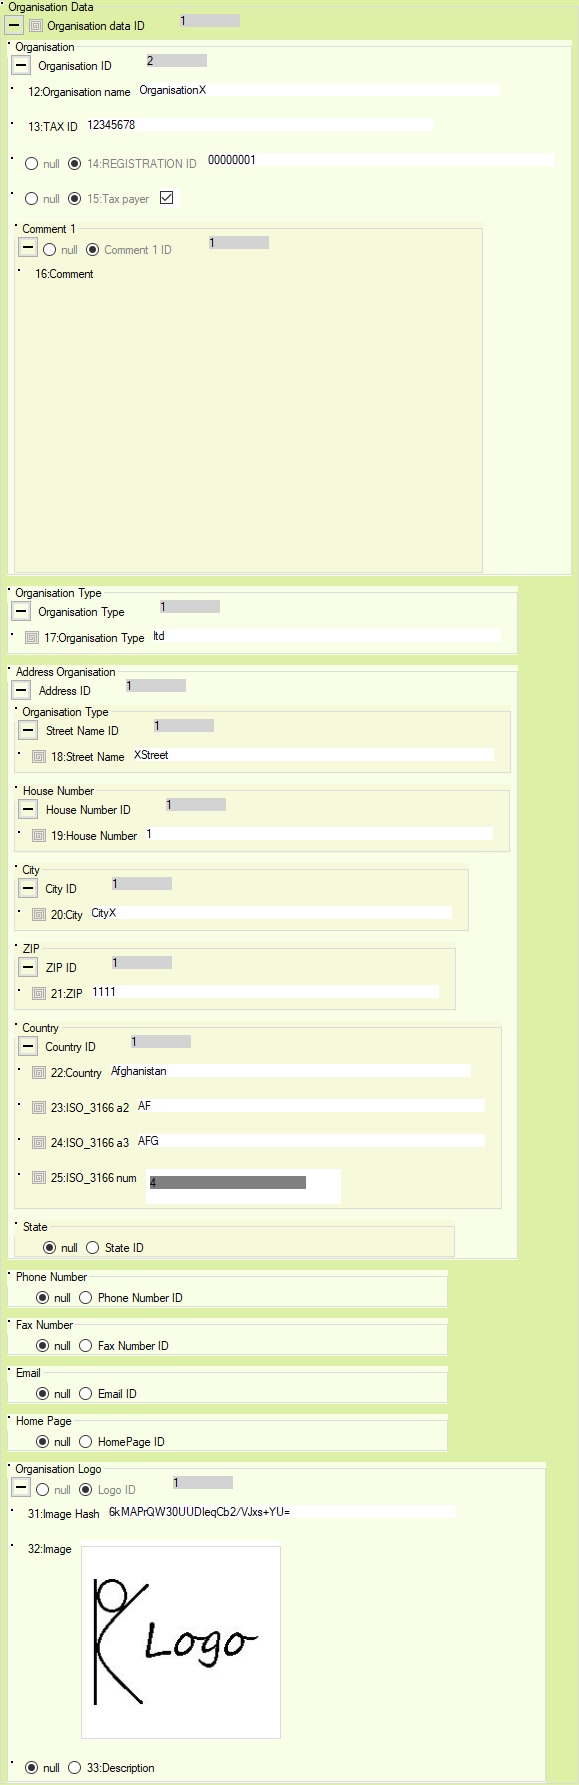 Organisation Data
Organisation data ID 1
Organisation
Organisation ID 2
12:Organisation name OrganisationX
13:TAX ID 12345678
null 14:REGISTRATION ID 00000001
null 15:Tax payer
Comment 1
null Comment 1 ID 1
16:Comment
Organisation Type
Organisation Type 1
17:Organisation Type ltd
Address Organisation
Address ID 1
Organisation Type
Street Name ID 1
18:Street Name XStreet
House Number
House Number ID 1
19:House Number 1
City
City ID 1
20:City CityX
ZIP
ZIP ID 1
21:ZIP 1111
Country
Country ID 1
22:Country Afghanistan
23:ISO_3166 a2 AF
24:ISO_3166 a3 AFG
25:ISO_3166 num 4
State
null State ID
Phone Number
null Phone Number ID
Fax Number
null Fax Number ID
Email
null Email ID
Home Page
null HomePage ID
Organisation Logo
null Logo ID 1
31:Image Hash 6kMAPrQW30UUDIeqCb2/VJxs+YU=
32:Image
Logo
null 33:Description